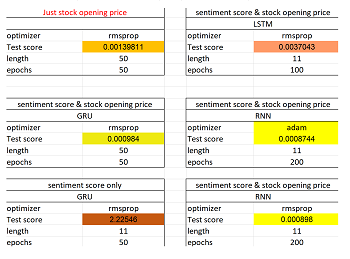 Just stock opening price
optimizer rmsprop
Test score 0.00139811
length 50
epochs 50
sentiment score & stock opening price
LSTM
optimizer rmsprop
Test score 0.0037043
length 11
epochs 100
sentiment score & stock opening price
GRU
optimizer rmsprop
Test score 0.000984
length 50
epochs 50
sentiment score & stock opening price
RNN
optimizer adam
Test score 0.0008744
length 11
epochs 200
sentiment score only
GRU
optimizer rmsprop
Test score 2.22546
length 11
epochs 50
sentiment score & stock opening price
RNN
optimizer rmsprop
Test score 0.000898
length 11
epochs 200